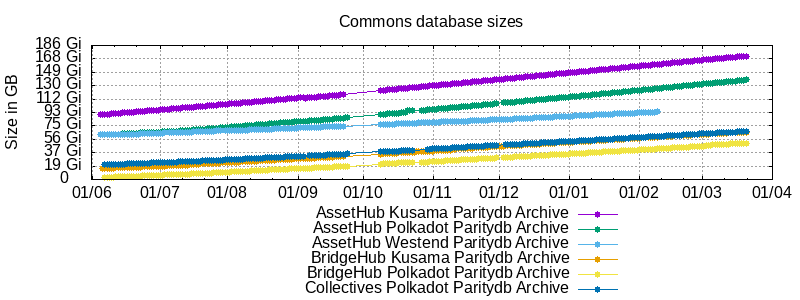 Commons database sizes
Size in GB
186 Gi
168 Gi
149 Gi
130 Gi
112 Gi
93 Gi
75 Gi
56 Gi
37 Gi
19 Gi
0
01/06 01/07 01/08 01/09 01/10 01/11 01/12 01/01 01/02 01/03 01/04
AssetHub Kusama Paritydb Archive
AssetHub Polkadot Paritydb Archive
AssetHub Westend Paritydb Archive
BridgeHub Kusama Paritydb Archive
BridgeHub Polkadot Paritydb Archive
Collectives Polkadot Paritydb Archive